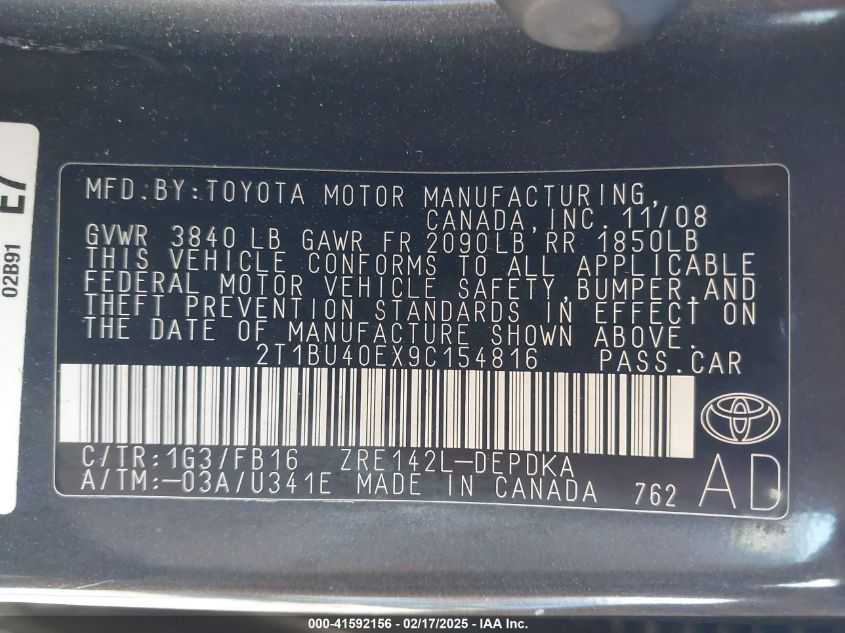 MFD.BY:TOYOTA MOTOR MANUFACTURING,
CANADA,INC. 11/08
GVWR 3840 LB GAWR FR 2090LB RR 1850LB
THIS VEHICLE CONFORMS TO ALL APPLICABLE
FEDERAL MOTOR VEHICLE SAFETY,BUMPER,AND
THEFT PREVENTION STANDARDS IN EFFECT ON
THE DATE OF MANUFACTURE SHOWN ABOVE.
2T1BU40EX9C154816 PASS.CAR
C/TR:1G3/FB16 ZRE142L-DEPDKA
A/TM:-03A/U341E MADE IN CANADA 762 AD
E7
02B91
000-41592156 - 02/17/2025 - IAA Inc.